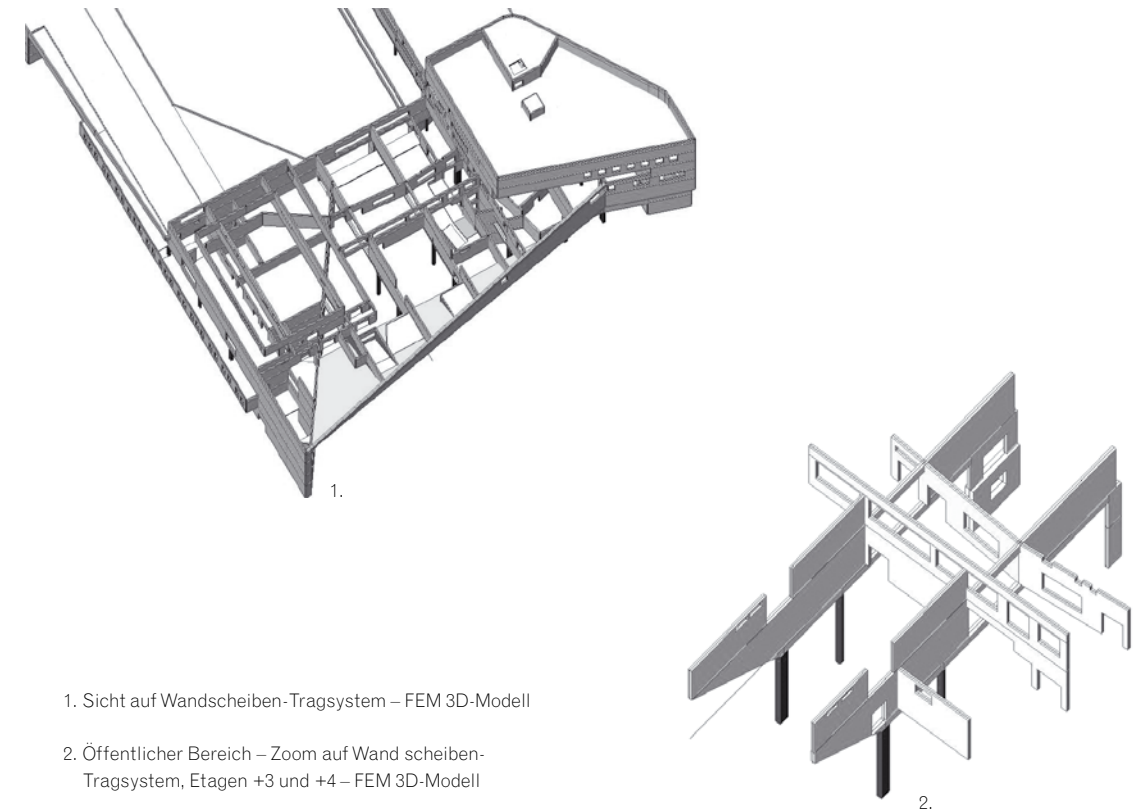 1.
1. Sicht auf Wandscheiben-Tragsystem – FEM 3D-Modell
2. Öffentlicher Bereich – Zoom auf Wand scheiben-
Tragsystem, Etagen +3 und +4 – FEM 3D-Modell
2.